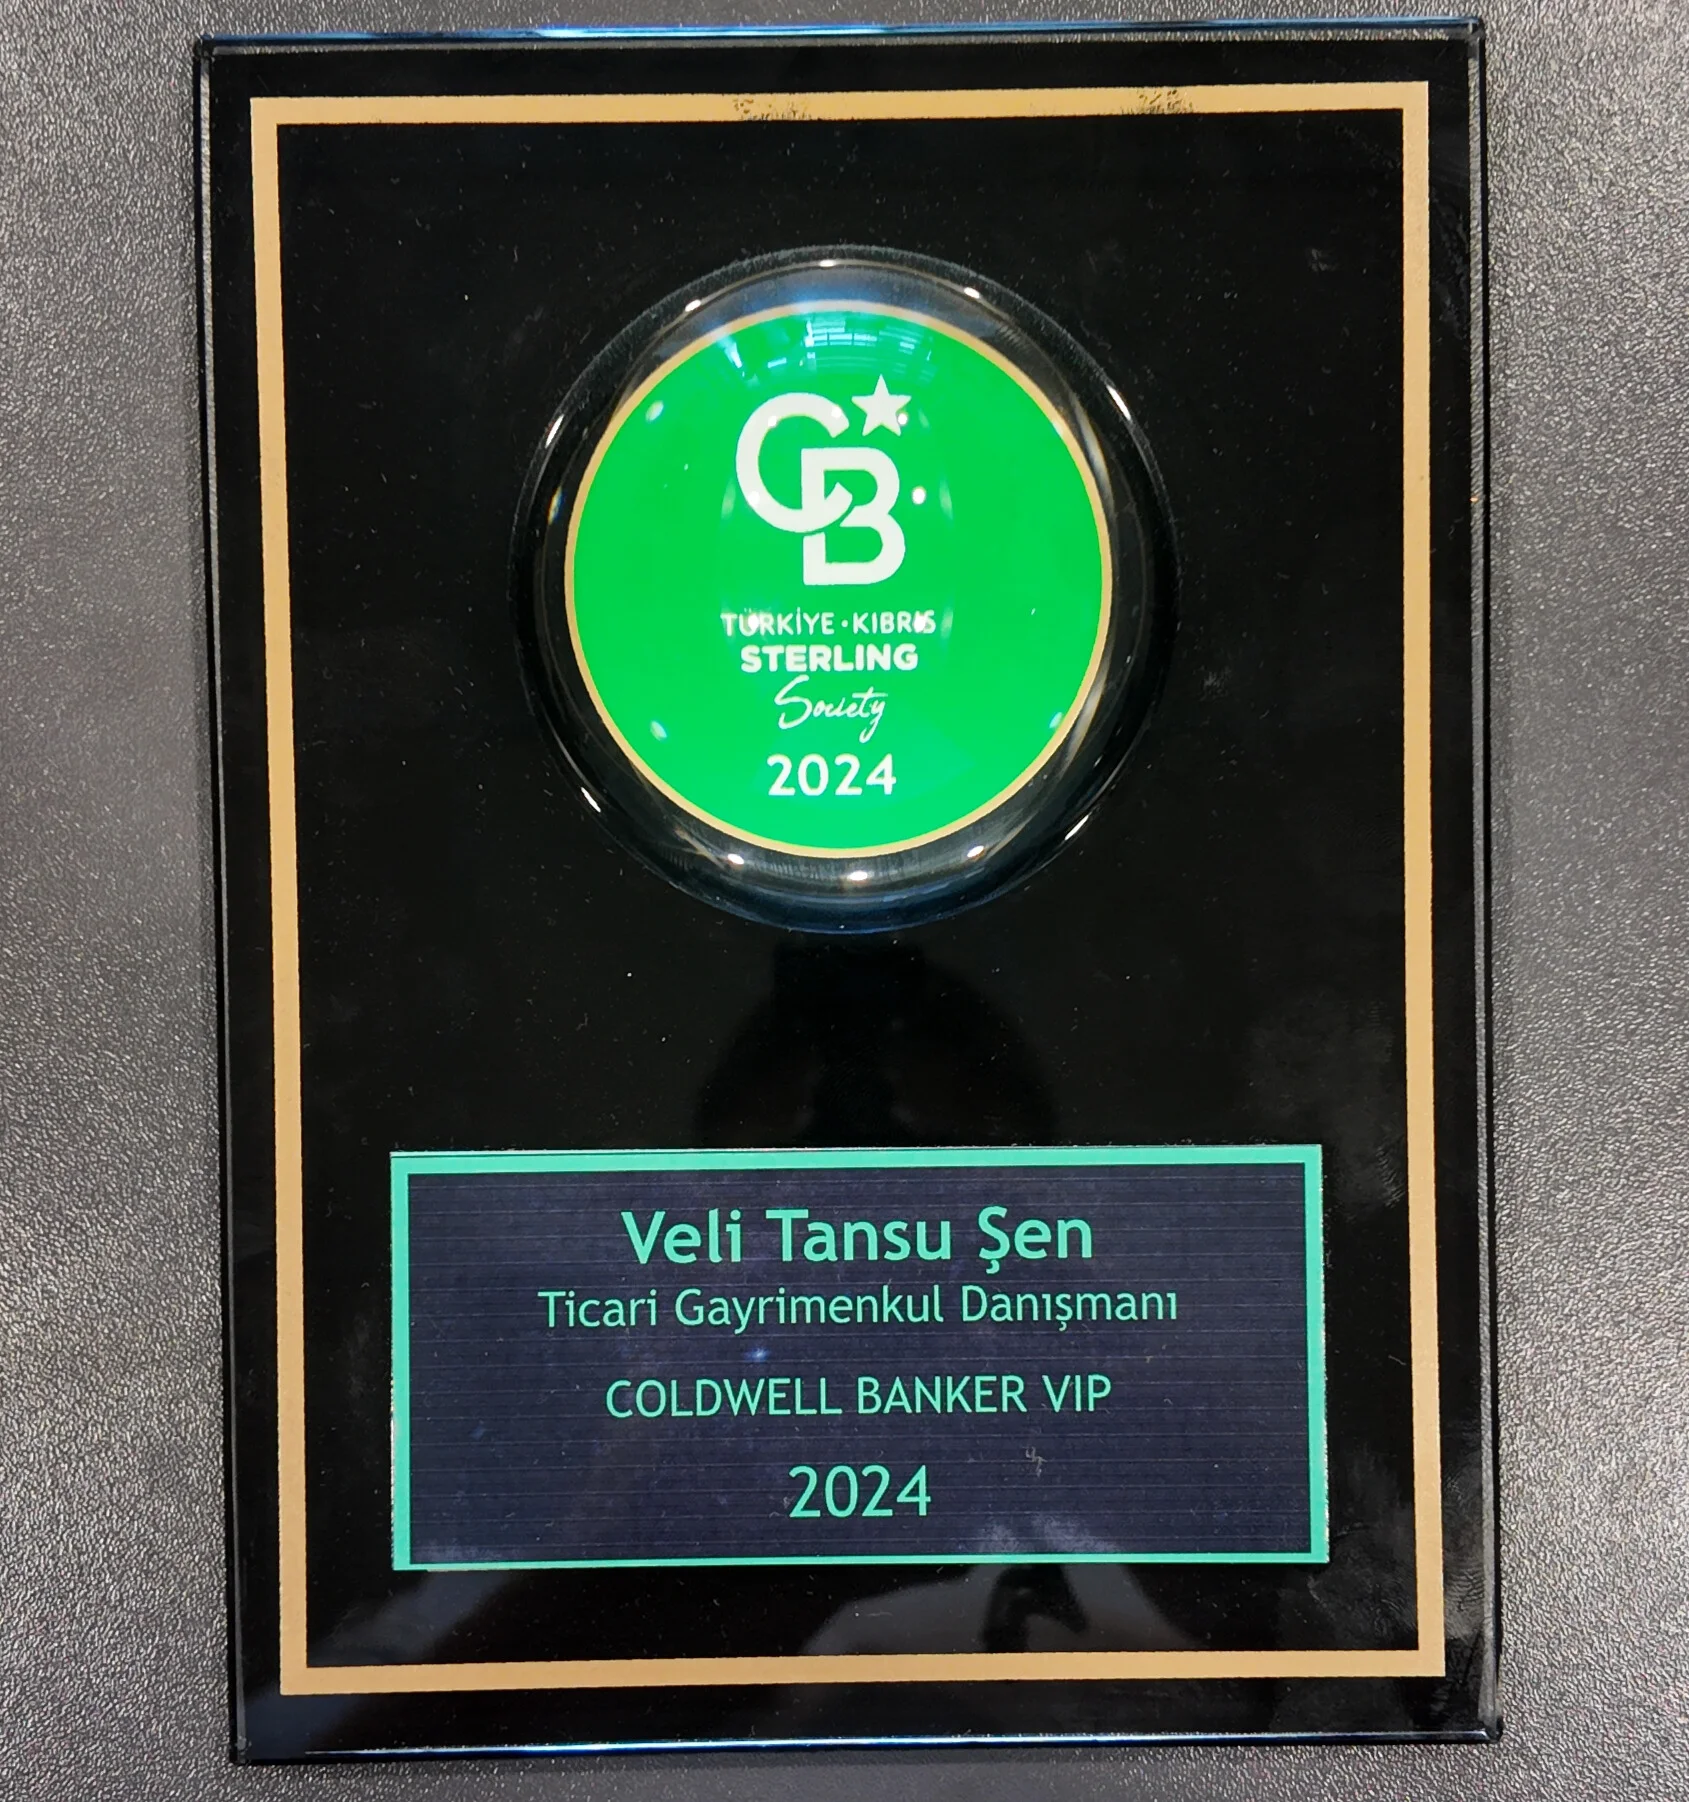 CB
TÜRKİYE · KIBRIS
STERLING
Society
2024
Veli Tansu Şen
Ticari Gayrimenkul Danışmanı
COLDWELL BANKER VIP
2024